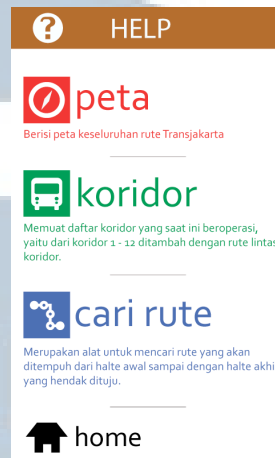 HELP
peta
Berisi peta keseluruhan rute Transjakarta
koridor
Memuat daftar koridor yang saat ini beroperasi,
yaitu dari koridor 1 - 12 ditambah dengan rute lintas
koridor.
cari rute
Merupakan alat untuk mencari rute yang akan
ditempuh dari halte awal sampai dengan halte akhi
yang hendak dituju.
home